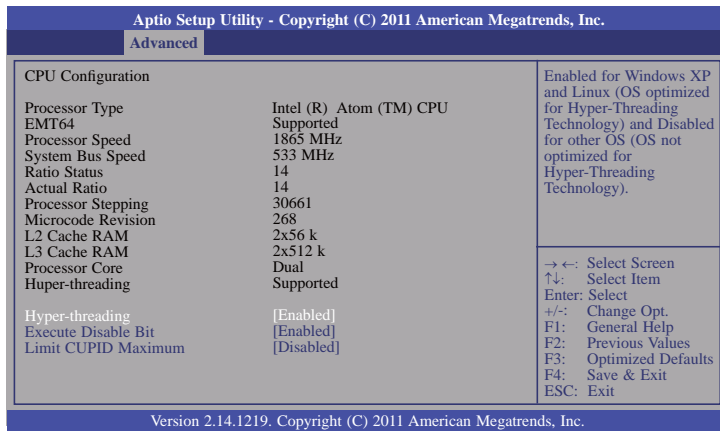 Aptio Setup Utility - Copyright (C) 2011 American Megatrends, Inc.
Advanced
CPU Configuration
Processor Type Intel (R) Atom (TM) CPU
EMT64 Supported
Processor Speed 1865 MHz
System Bus Speed 533 MHz
Ratio Status 14
Actual Ratio 14
Processor Stepping 30661
Microcode Revision 268
L2 Cache RAM 2x56 k
L3 Cache RAM 2x512 k
Processor Core Dual
Huper-threading Supported
Hyper-threading [Enabled]
Execute Disable Bit [Enabled]
Limit CUPID Maximum [Disabled]
Enabled for Windows XP
and Linux (OS optimized
for Hyper-Threading
Technology) and Disabled
for other OS (OS not
optimized for
Hyper-Threading
Technology).
→ ←: Select Screen
↑↓: Select Item
Enter: Select
+/-: Change Opt.
F1: General Help
F2: Previous Values
F3: Optimized Defaults
F4: Save & Exit
ESC: Exit
Version 2.14.1219. Copyright (C) 2011 American Megatrends, Inc.